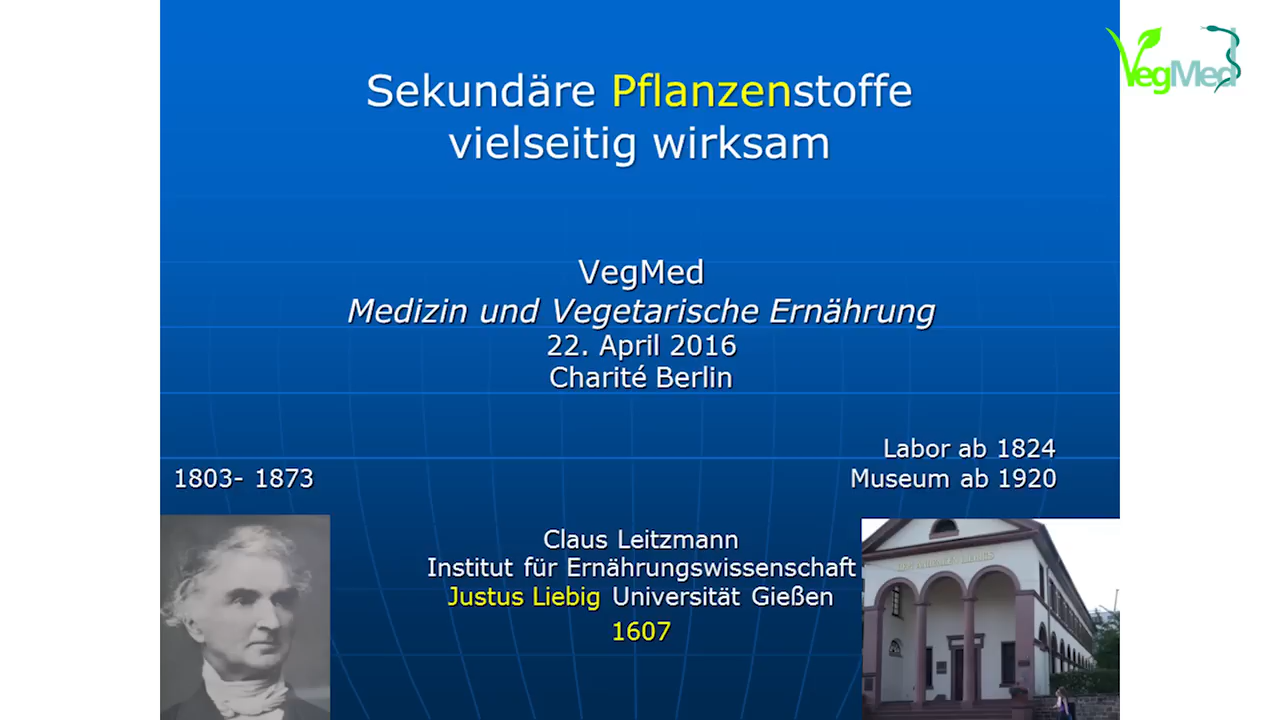 VegMed
Sekundäre Pflanzenstoffe
vielseitig wirksam
VegMed
Medizin und Vegetarische Ernährung
22. April 2016
Charité Berlin
Labor ab 1824
Museum ab 1920
1803- 1873
Claus Leitzmann
Institut für Ernährungswissenschaft
Justus Liebig Universität Gießen
1607